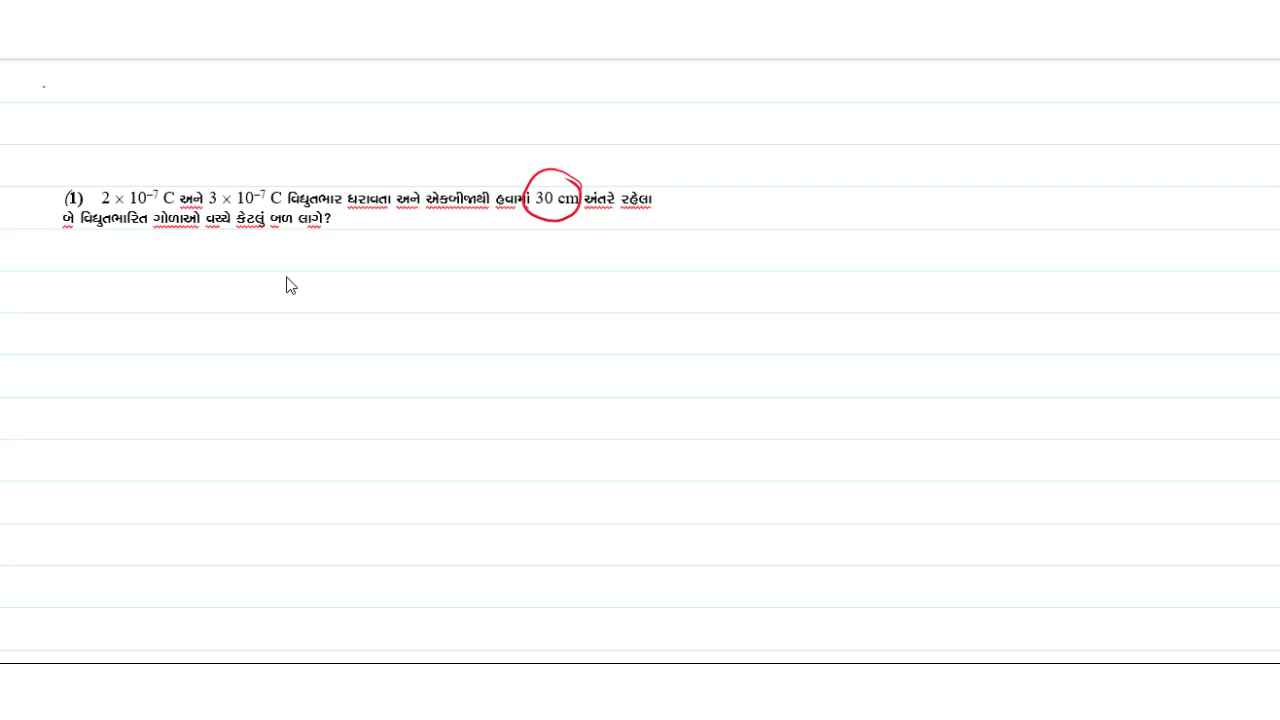 (1) 2 × 10⁻⁷ C અને 3 × 10⁻⁷ C વિદ્યુતભાર ધરાવતા અને એકબીજાથી હવામાં 30 cm અંતરે રહેલા
બે વિદ્યુતભારિત ગોળાઓ વચ્ચે કેટલું બળ લાગે?